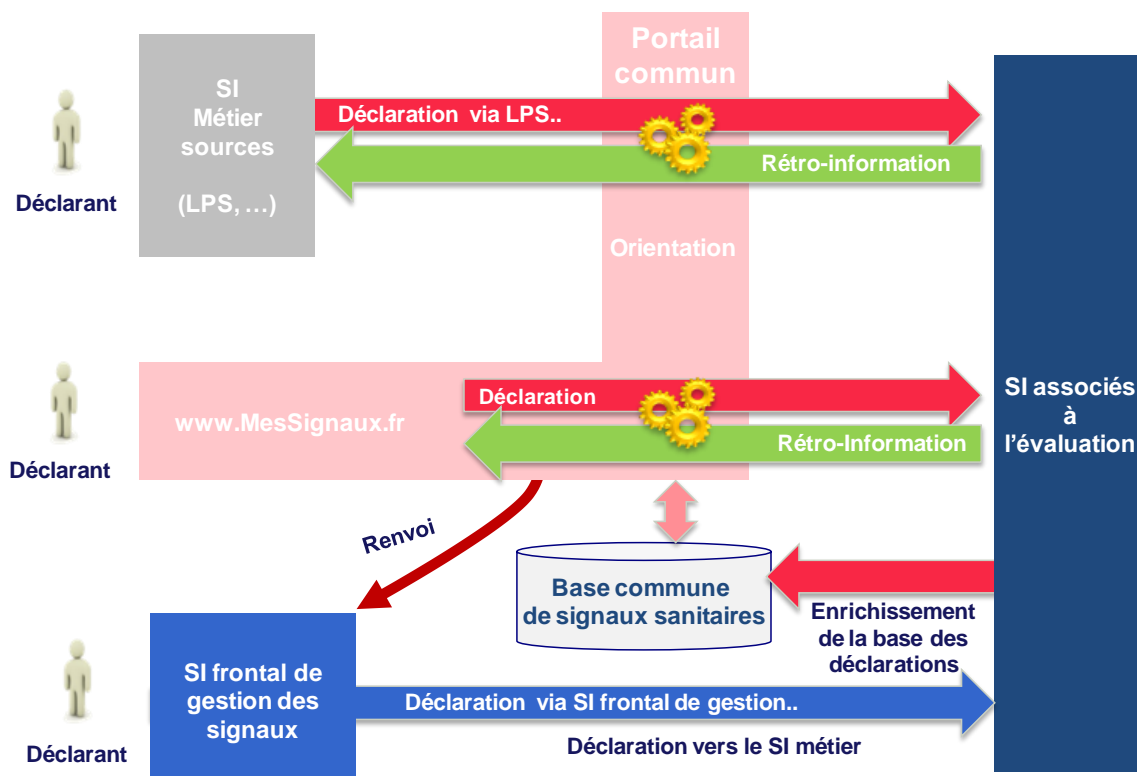 Portail
commun
SI
Métier
sources
(LPS, …)
Déclarant
Déclaration via LPS..
Rétro-information
Orientation
Déclarant
www.MesSignaux.fr
Déclaration
Rétro-Information
SI associés
à
l’évaluation
Renvoi
Base commune
de signaux sanitaires
Enrichissement
de la base des
déclarations
Déclarant
SI frontal de
gestion des
signaux
Déclaration via SI frontal de gestion..
Déclaration vers le SI métier